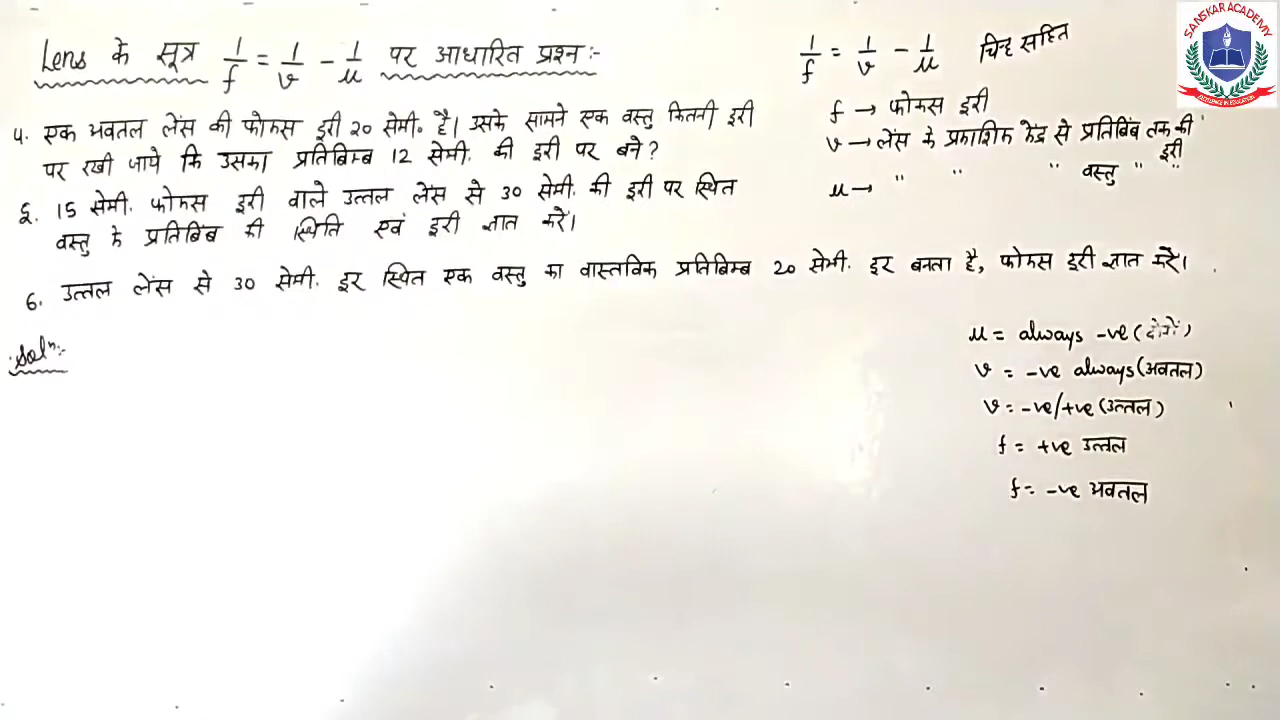 Lens के सूत्र 1/f = 1/v - 1/u पर आधारित प्रश्न:-
4. एक अवतल लेंस की फोकस दूरी 20 सेमी. है। उसके सामने एक वस्तु कितनी दूरी
पर रखी जाये कि उसका प्रतिबिम्ब 12 सेमी. की दूरी पर बने?
5. 15 सेमी. फोकस दूरी वाले उत्तल लेंस से 30 सेमी. की दूरी पर स्थित
वस्तु के प्रतिबिंब की स्थिति एवं दूरी ज्ञात करें।
6. उत्तल लेंस से 30 सेमी. दूर स्थित एक वस्तु का वास्तविक प्रतिबिम्ब 20 सेमी. दूर बनता है, फोकस दूरी ज्ञात करें।
Solⁿ:-
1/f = 1/v - 1/u चिन्ह सहित
f → फोकस दूरी
v → लेंस के प्रकाशिक केंद्र से प्रतिबिंब तक की
दूरी
u → " " " वस्तु " "
u = always -ve (दोनों)
v = -ve always (अवतल)
v = -ve/+ve (उत्तल)
f = +ve उत्तल
f = -ve अवतल
SANSKAR ACADEMY
EXCELLENCE IN EDUCATION